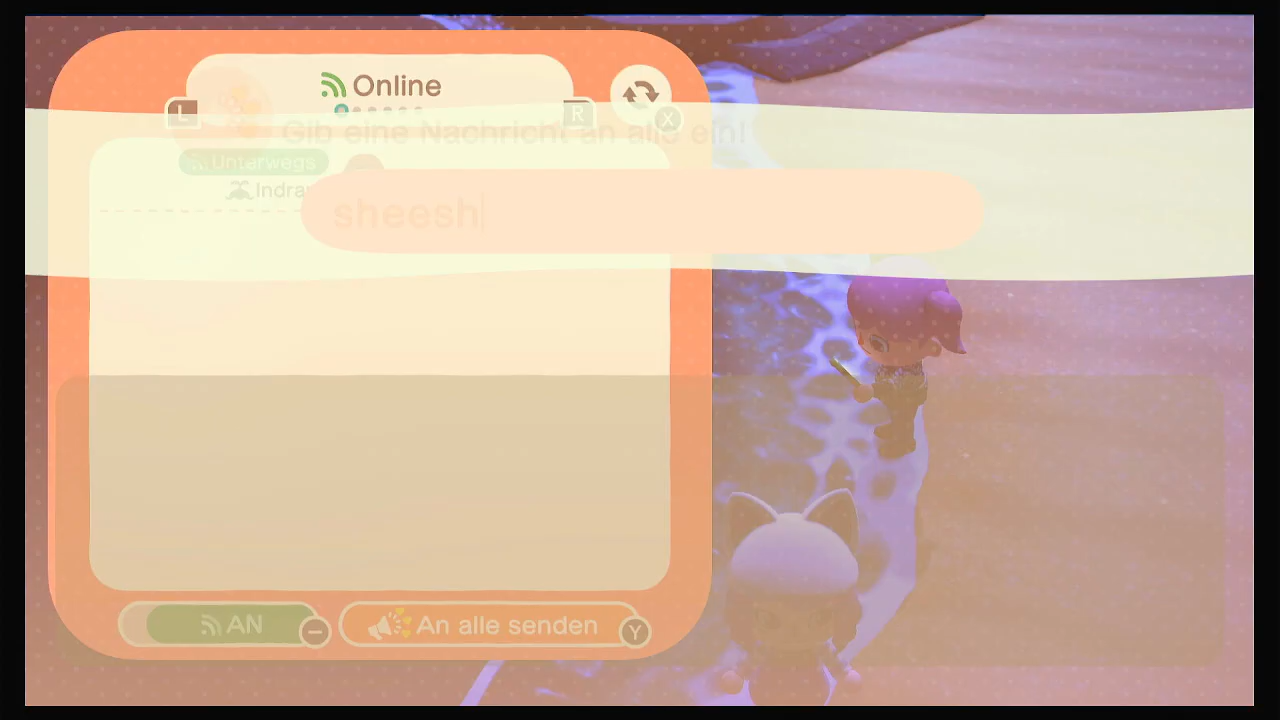 Online
L
R
X
Gib eine Nachricht an alle ein!
Unterwegs
sheesh
AN
An alle senden
Y